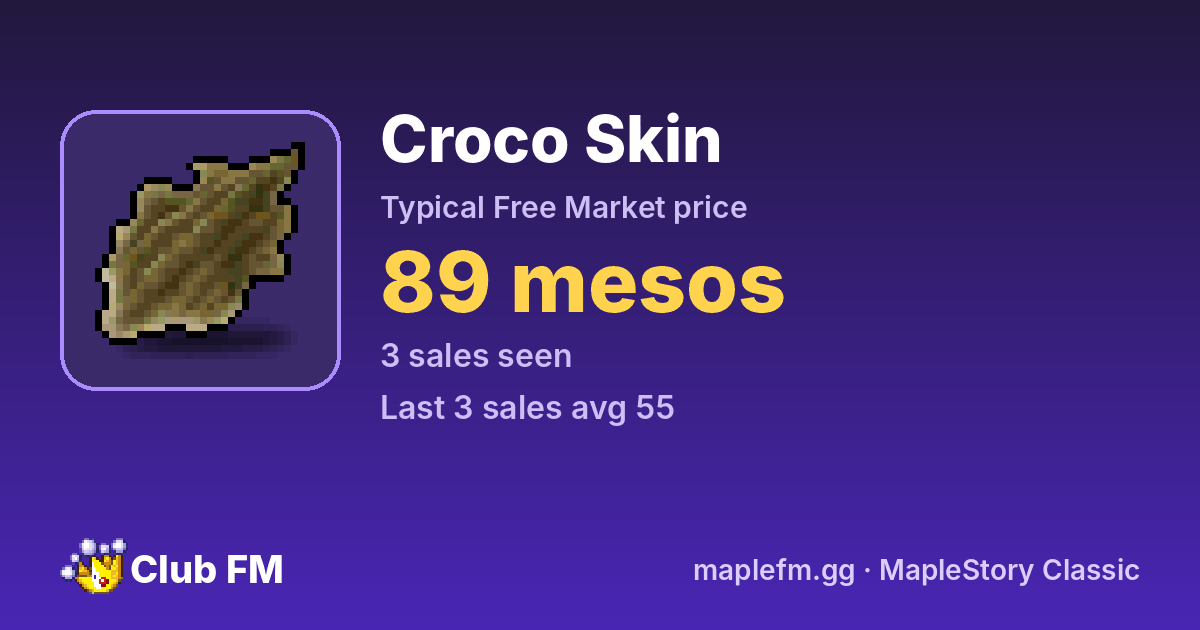 Croco Skin
Typical Free Market price
89 mesos
3 sales seen
Last 3 sales avg 55
Club FM
maplefm.gg · MapleStory Classic